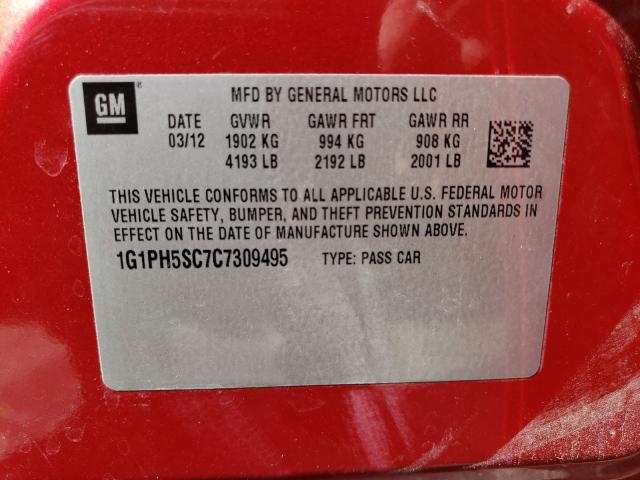 GM ®
MFD BY GENERAL MOTORS LLC
DATE GVWR GAWR FRT GAWR RR
03/12 1902 KG 994 KG 908 KG
4193 LB 2192 LB 2001 LB
THIS VEHICLE CONFORMS TO ALL APPLICABLE U.S. FEDERAL MOTOR
VEHICLE SAFETY, BUMPER, AND THEFT PREVENTION STANDARDS IN
EFFECT ON THE DATE OF MANUFACTURE SHOWN ABOVE.
1G1PH5SC7C7309495 TYPE: PASS CAR